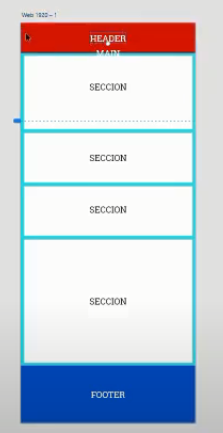 Web 1920 – 1
HEADER
MAIN
SECCION
SECCION
SECCION
SECCION
FOOTER